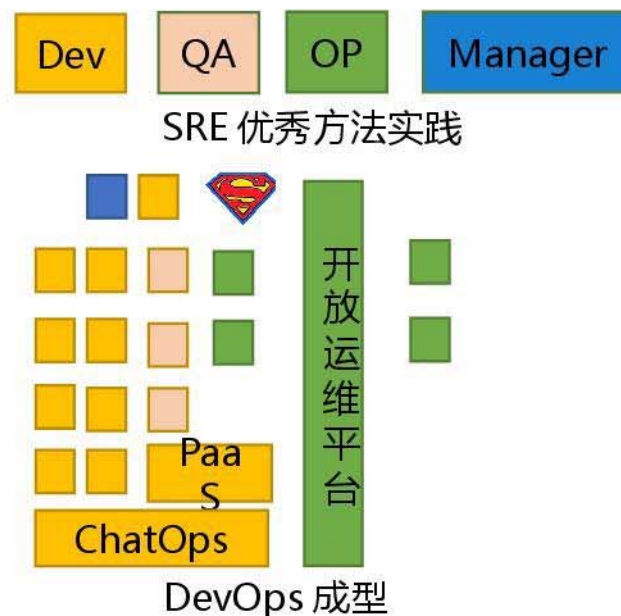 Dev
QA
OP
Manager
SRE 优秀方法实践
开放运维平台
PaaS
ChatOps
DevOps 成型